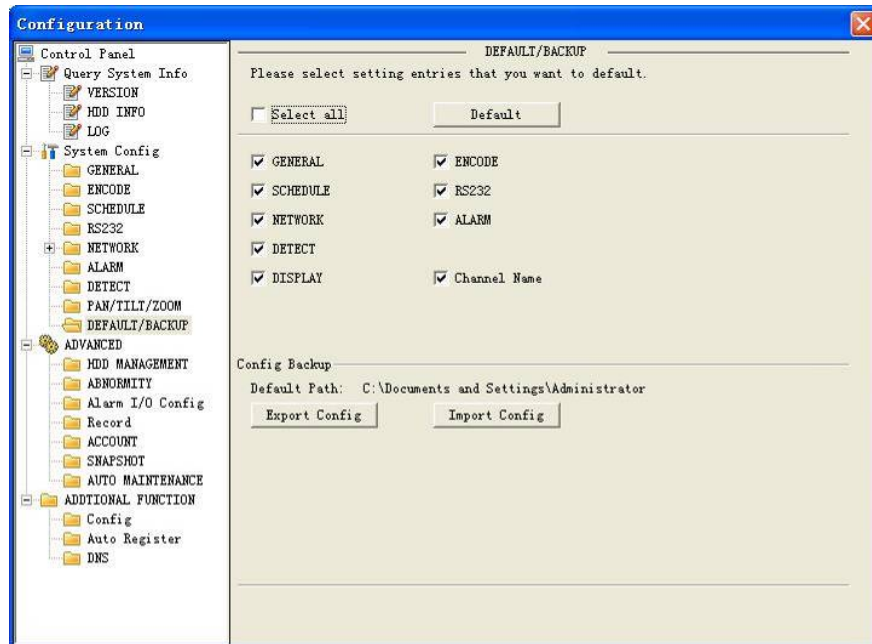 Configuration
Control Panel
Query System Info
VERSION
HDD INFO
LOG
System Config
GENERAL
ENCODE
SCHEDULE
RS232
NETWORK
ALARM
DETECT
PAN/TILT/ZOOM
DEFAULT/BACKUP
ADVANCED
HDD MANAGEMENT
ABNORMITY
Alarm I/O Config
Record
ACCOUNT
SNAPSHOT
AUTO MAINTENANCE
ADDTIONAL FUNCTION
Config
Auto Register
DNS
DEFAULT/BACKUP
Please select setting entries that you want to default.
Select all Default
GENERAL ENCODE
SCHEDULE RS232
NETWORK ALARM
DETECT
DISPLAY Channel Name
Config Backup
Default Path: C:\Documents and Settings\Administrator
Export Config Import Config